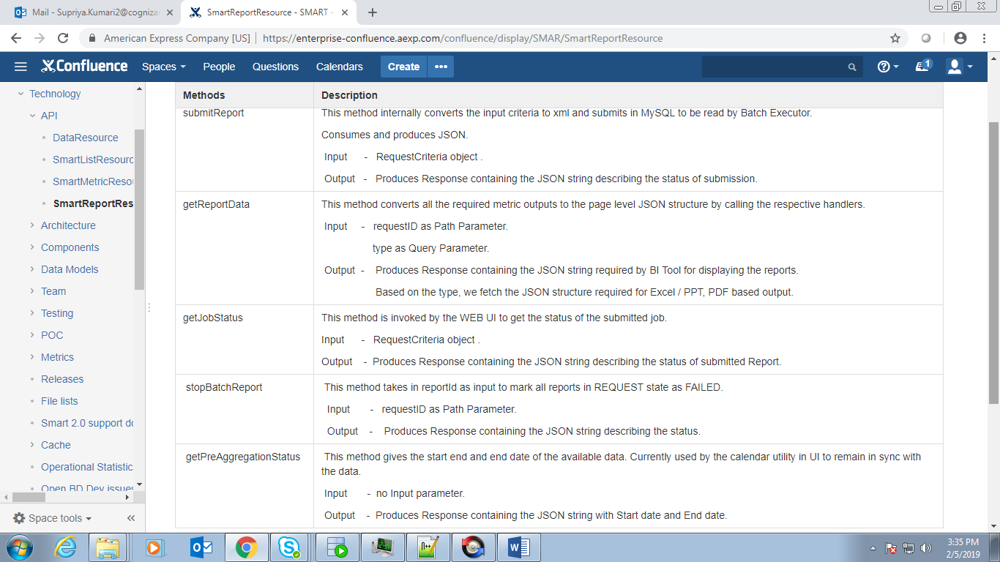 Mail - Supriya.Kumari2@cogniza
SmartReportResource - SMART -
American Express Company [US] | https://enterprise-confluence.aexp.com/confluence/display/SMAR/SmartReportResource
Confluence Spaces People Questions Calendars Create ••• 1
Technology
API
DataResource
SmartListResourc
SmartMetricResou
SmartReportRes
Architecture
Components
Data Models
Team
Testing
POC
Metrics
Releases
File lists
Smart 2.0 support do
Cache
Operational Statistic
Open BD Dev issues
Space tools
Methods Description
submitReport This method internally converts the input criteria to xml and submits in MySQL to be read by Batch Executor.
Consumes and produces JSON.
Input - RequestCriteria object .
Output - Produces Response containing the JSON string describing the status of submission.
getReportData This method converts all the required metric outputs to the page level JSON structure by calling the respective handlers.
Input - requestID as Path Parameter.
type as Query Parameter.
Output - Produces Response containing the JSON string required by BI Tool for displaying the reports.
Based on the type, we fetch the JSON structure required for Excel / PPT, PDF based output.
getJobStatus This method is invoked by the WEB UI to get the status of the submitted job.
Input - RequestCriteria object .
Output - Produces Response containing the JSON string describing the status of submitted Report.
stopBatchReport This method takes in reportId as input to mark all reports in REQUEST state as FAILED.
Input - requestID as Path Parameter.
Output - Produces Response containing the JSON string describing the status.
getPreAggregationStatus This method gives the start end and end date of the available data. Currently used by the calendar utility in UI to remain in sync with
the data.
Input - no Input parameter.
Output - Produces Response containing the JSON string with Start date and End date.
3:35 PM
2/5/2019